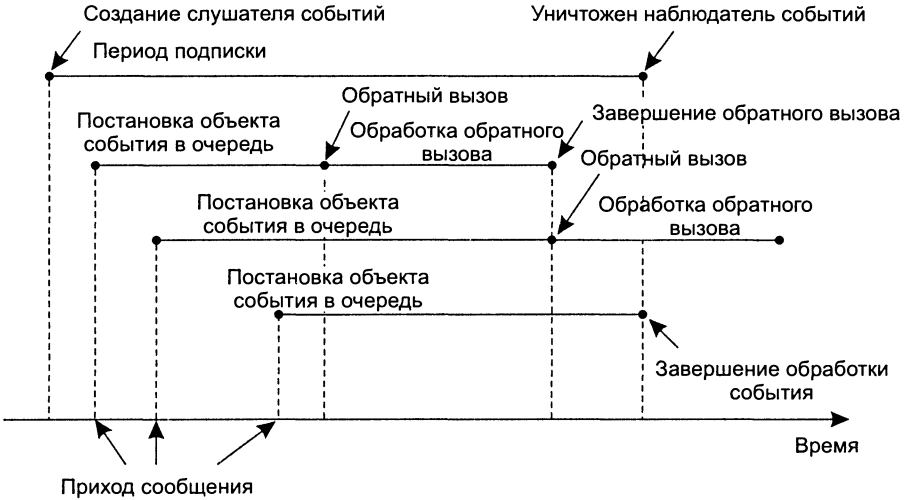 Создание слушателя событий
Уничтожен наблюдатель событий
Период подписки
Обратный вызов
Завершение обратного вызова
Постановка объекта
события в очередь
Обработка обратного
вызова
Обратный вызов
Постановка объекта
события в очередь
Обработка обратного
вызова
Постановка объекта
события в очередь
Завершение обработки
события
Время
Приход сообщения